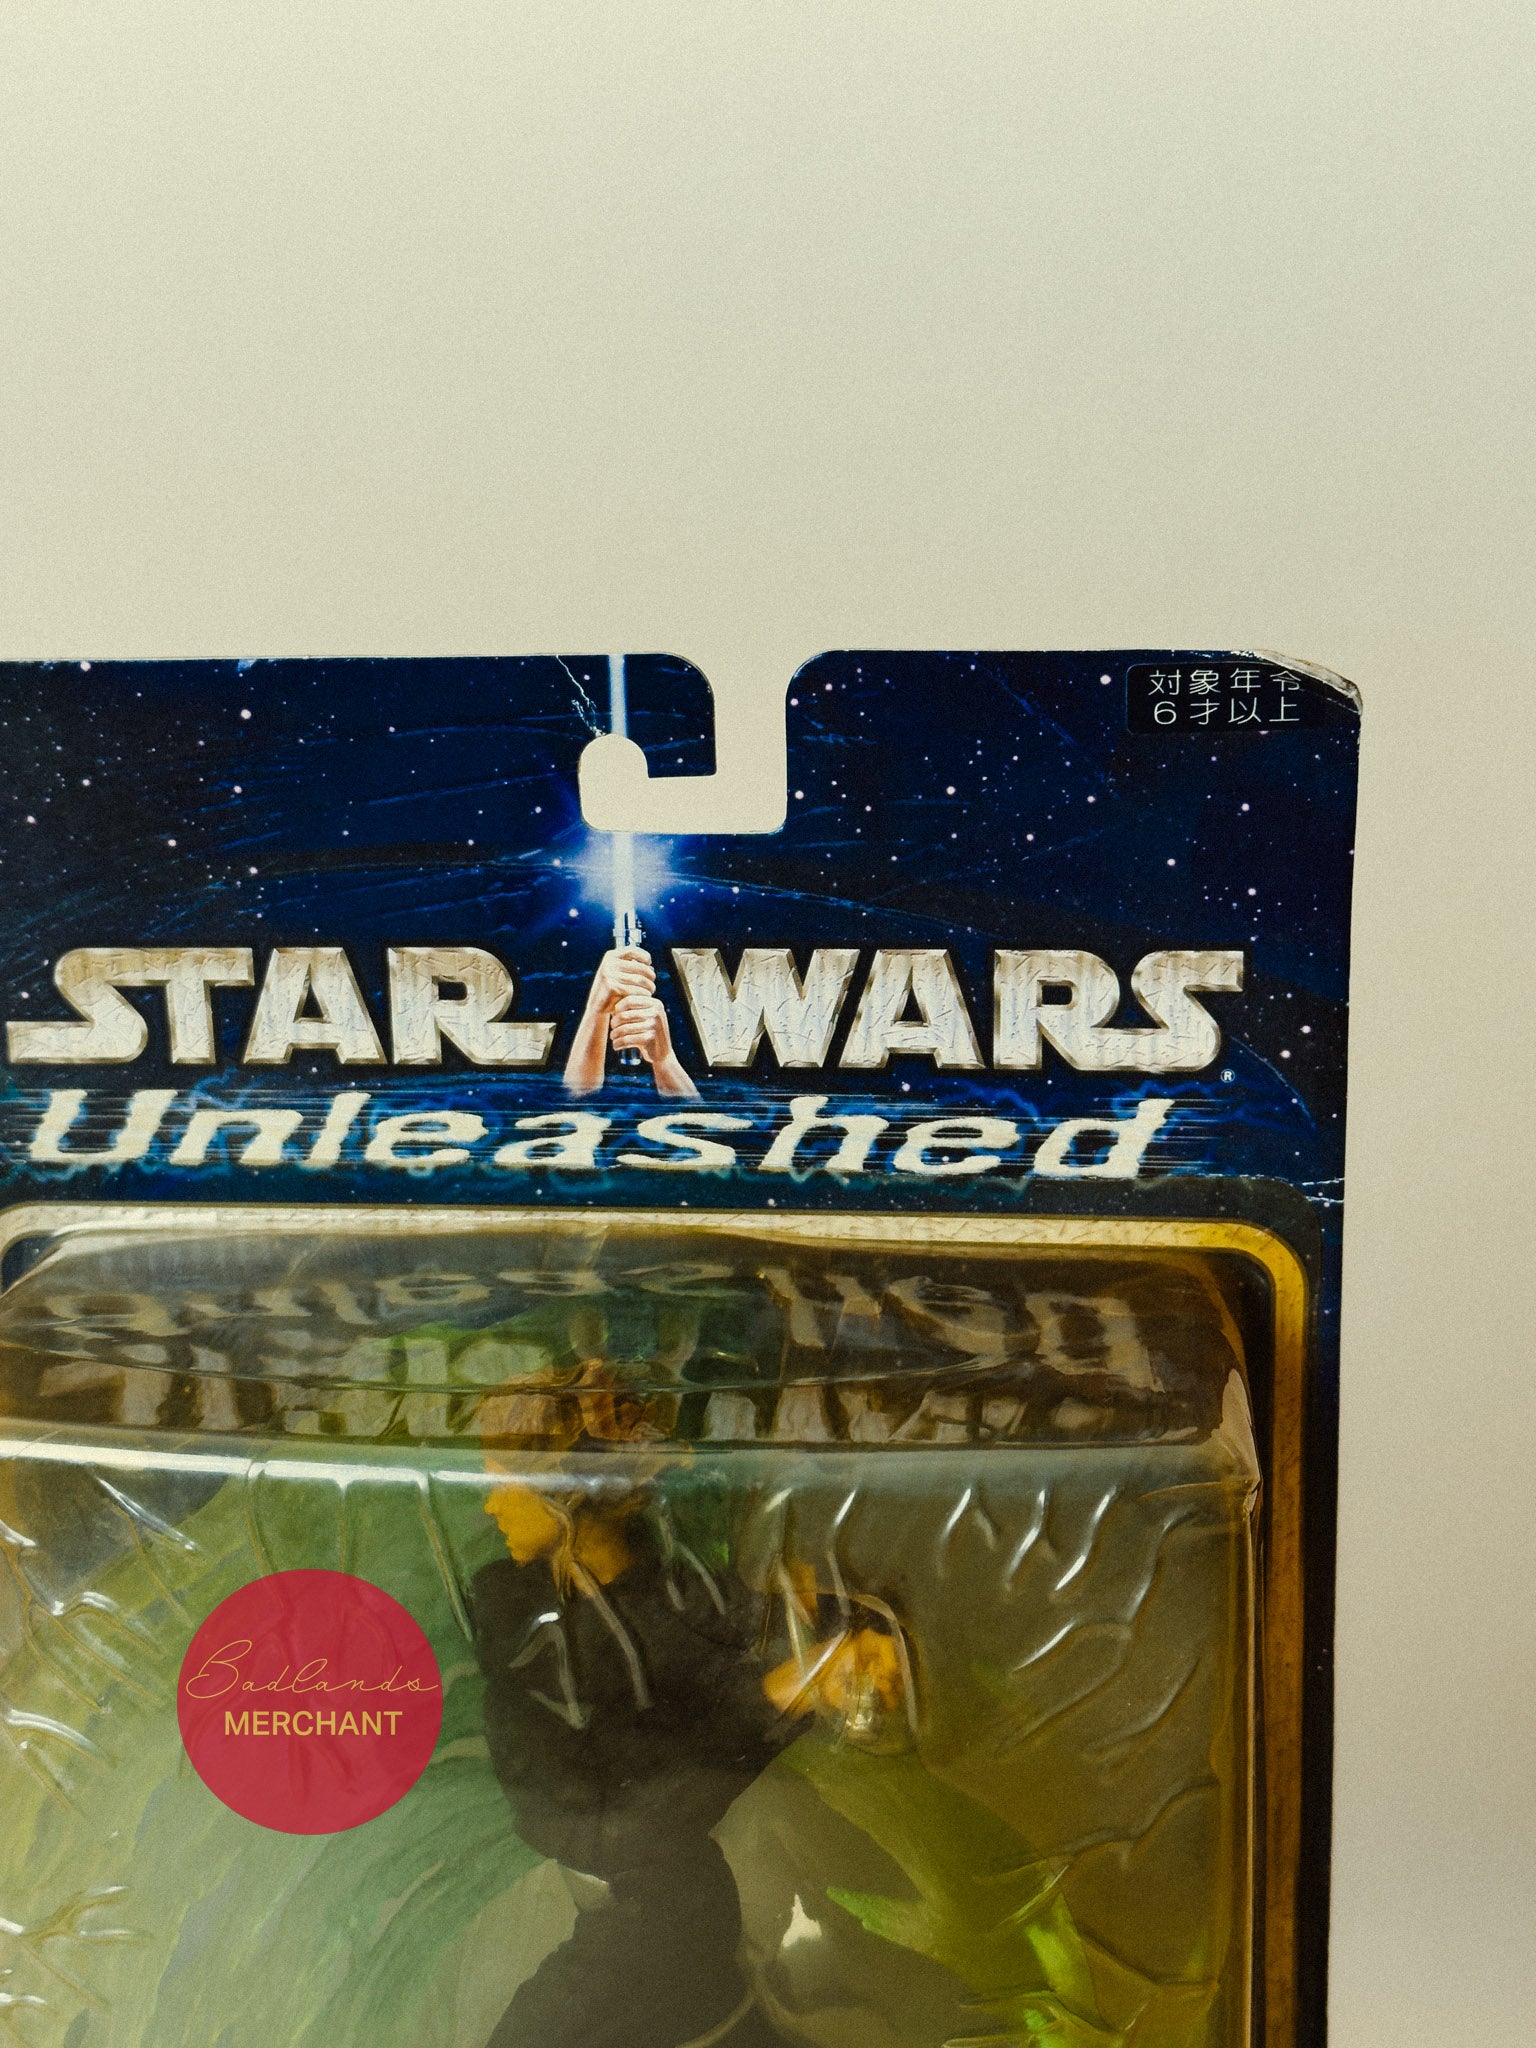 対象年令
6才以上
STAR WARS®
Unleashed
Badlands
MERCHANT